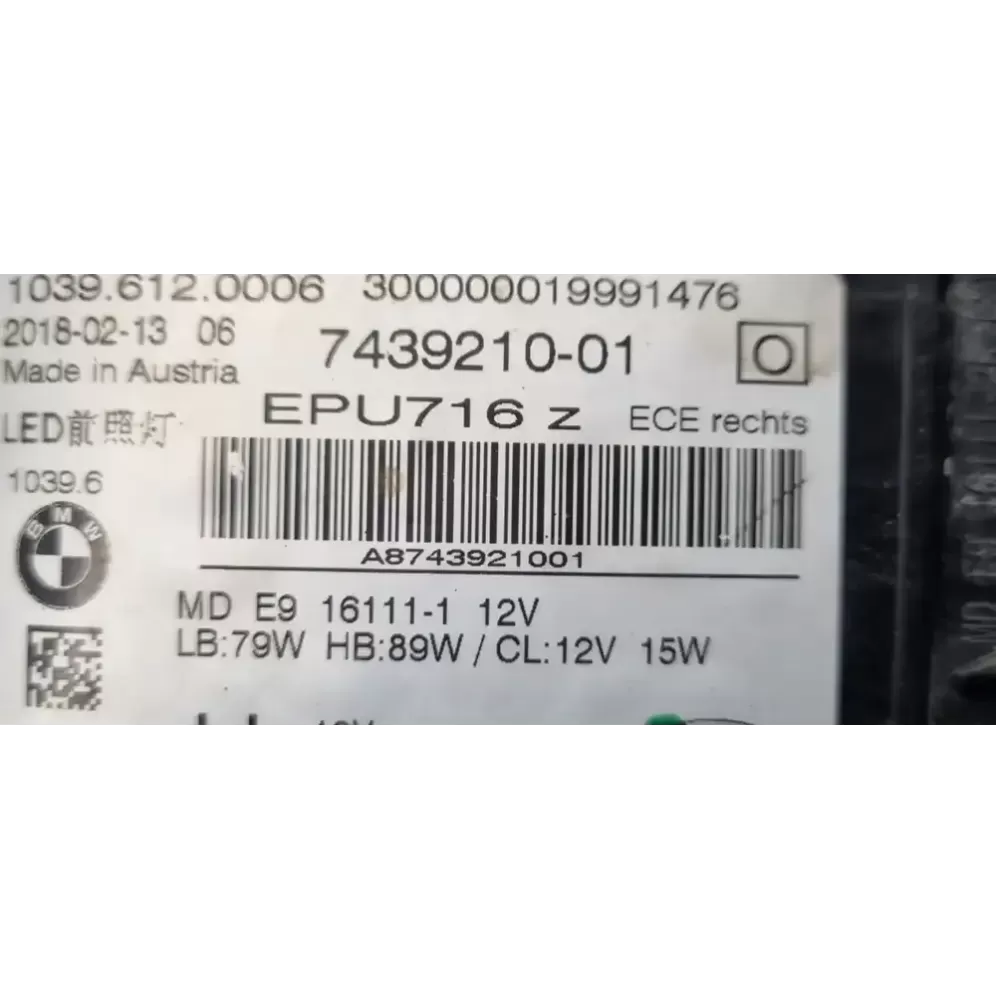 1039.612.0006 300000019991476
2018-02-13 06
7439210-01
O
Made in Austria
EPU716 z ECE rechts
LED前照灯
1039.6
BMW
A8743921001
MD E9 16111-1 12V
LB:79W HB:89W / CL:12V 15W